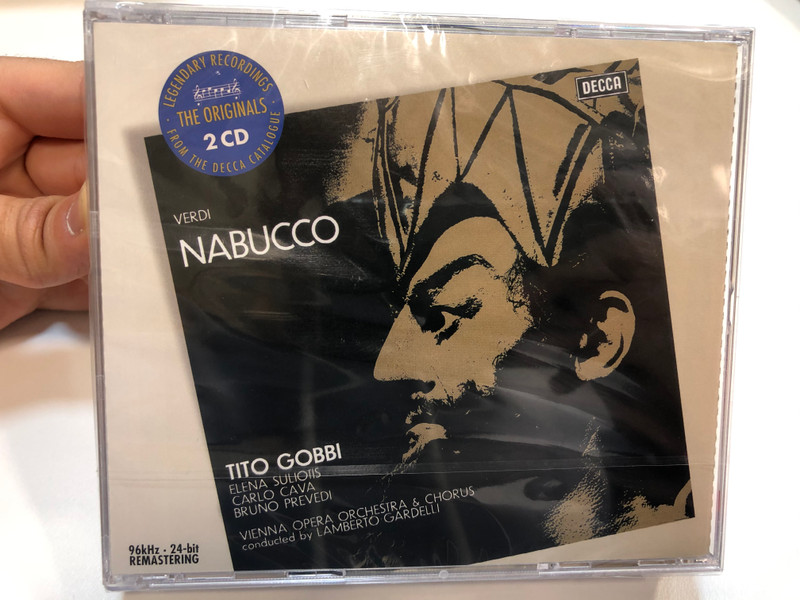 LEGENDARY RECORDINGS
THE ORIGINALS
2 CD
FROM THE DECCA CATALOGUE
DECCA
VERDI
NABUCCO
TITO GOBBI
ELENA SULIOTIS
CARLO CAVA
BRUNO PREVEDI
VIENNA OPERA ORCHESTRA & CHORUS
conducted by LAMBERTO GARDELLI
96kHz · 24-bit
REMASTERING